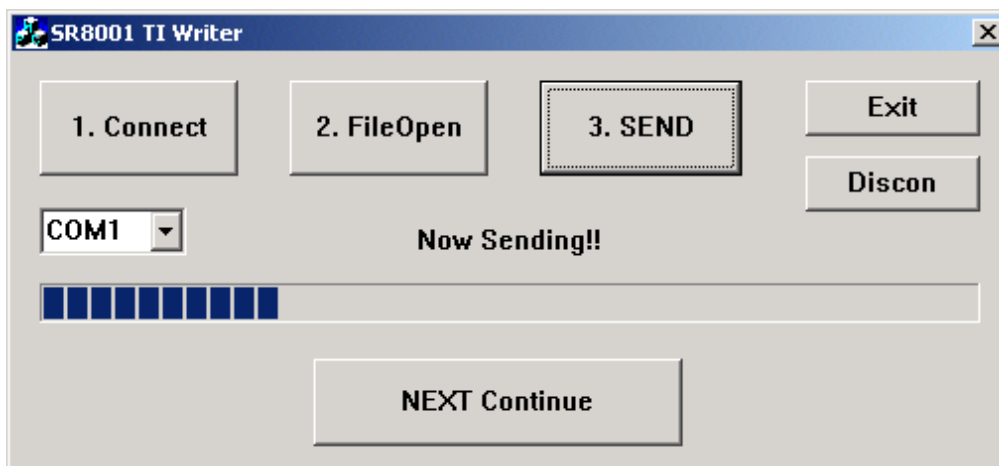 SR8001 TI Writer
1. Connect
2. FileOpen
3. SEND
Exit
Discon
COM1
Now Sending!!
NEXT Continue